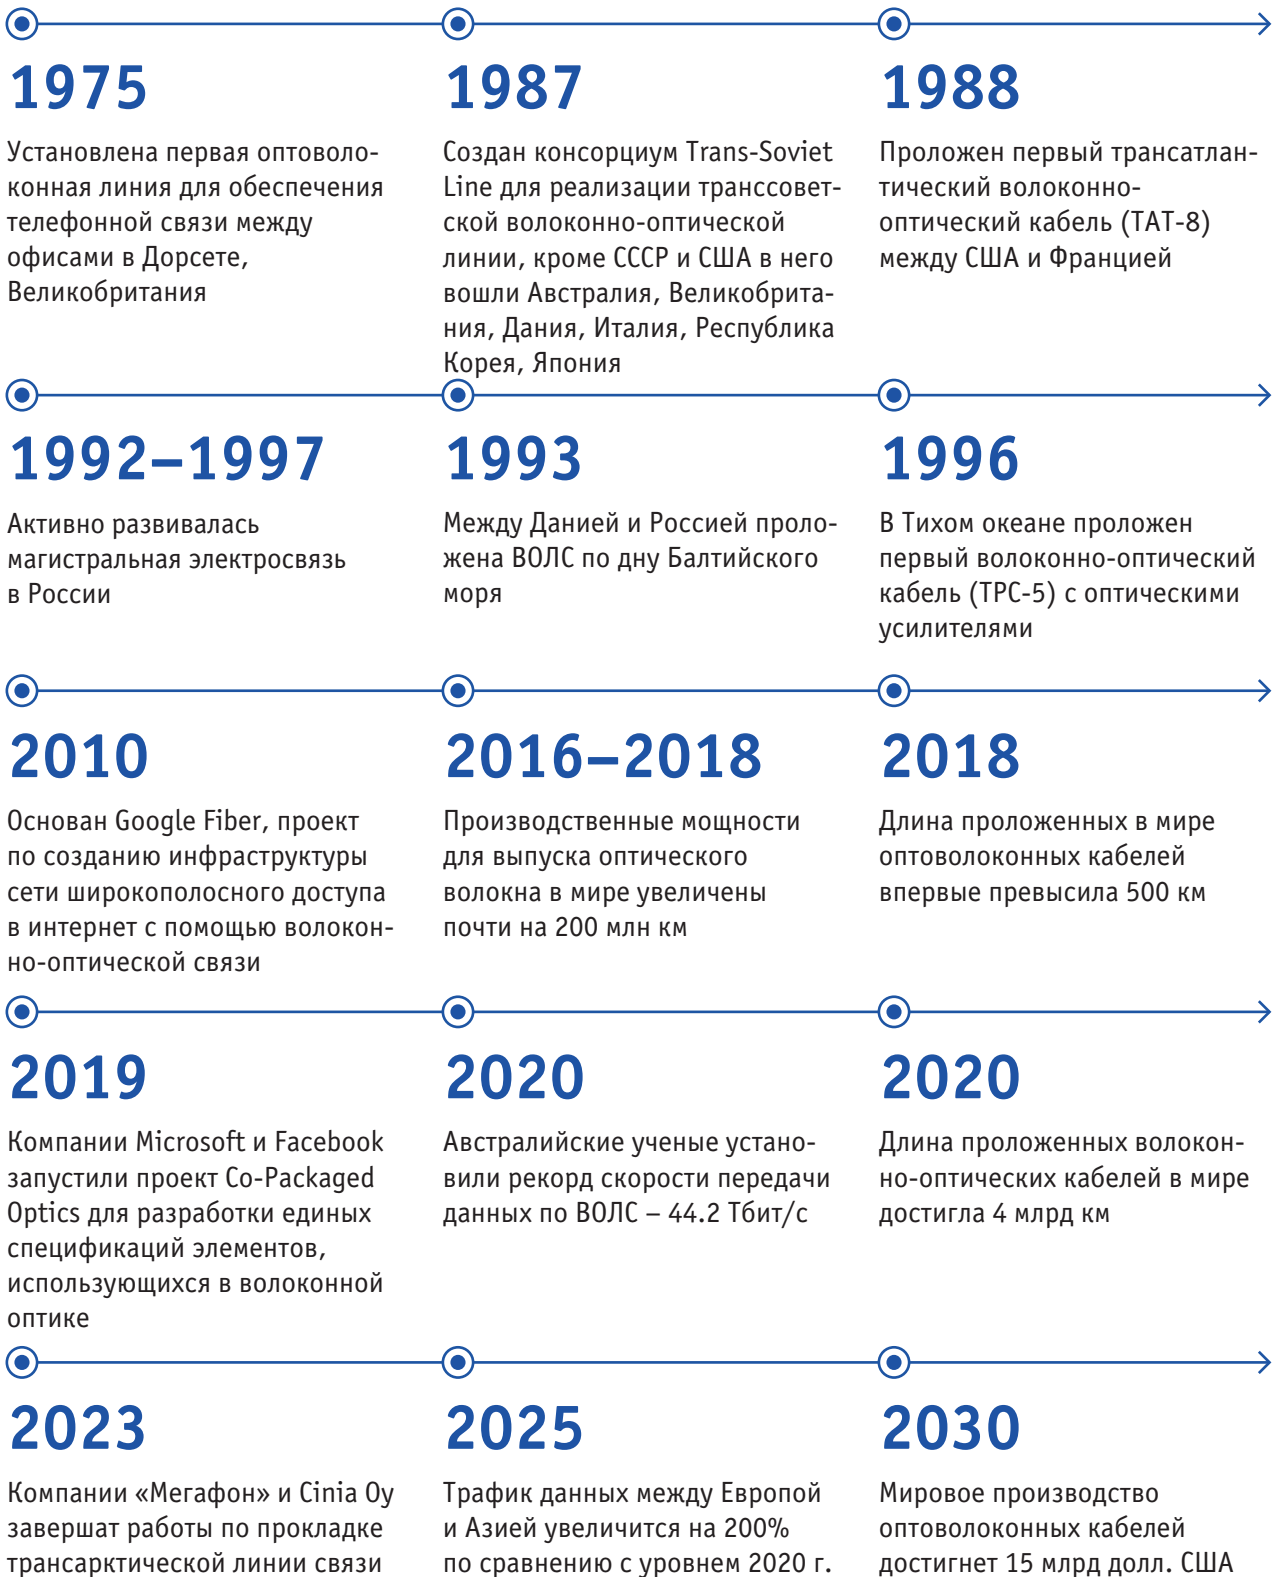 1975
Установлена первая оптоволо-
конная линия для обеспечения
телефонной связи между
офисами в Дорсете,
Великобритания
1987
Создан консорциум Trans-Soviet
Line для реализации транссовет-
ской волоконно-оптической
линии, кроме СССР и США в него
вошли Австралия, Великобрита-
ния, Дания, Италия, Республика
Корея, Япония
1988
Проложен первый трансатлан-
тический волоконно-
оптический кабель (TAT-8)
между США и Францией
1992–1997
Активно развивалась
магистральная электросвязь
в России
1993
Между Данией и Россией проло-
жена ВОЛС по дну Балтийского
моря
1996
В Тихом океане проложен
первый волоконно-оптический
кабель (TPC-5) с оптическими
усилителями
2010
Основан Google Fiber, проект
по созданию инфраструктуры
сети широкополосного доступа
в интернет с помощью волокон-
но-оптической связи
2016–2018
Производственные мощности
для выпуска оптического
волокна в мире увеличены
почти на 200 млн км
2018
Длина проложенных в мире
оптоволоконных кабелей
впервые превысила 500 км
2019
Компании Microsoft и Facebook
запустили проект Co-Packaged
Optics для разработки единых
спецификаций элементов,
использующихся в волоконной
оптике
2020
Австралийские ученые устано-
вили рекорд скорости передачи
данных по ВОЛС – 44.2 Тбит/с
2020
Длина проложенных волокон-
но-оптических кабелей в мире
достигла 4 млрд км
2023
Компании «Мегафон» и Cinia Oy
завершат работы по прокладке
трансарктической линии связи
2025
Трафик данных между Европой
и Азией увеличится на 200%
по сравнению с уровнем 2020 г.
2030
Мировое производство
оптоволоконных кабелей
достигнет 15 млрд долл. США